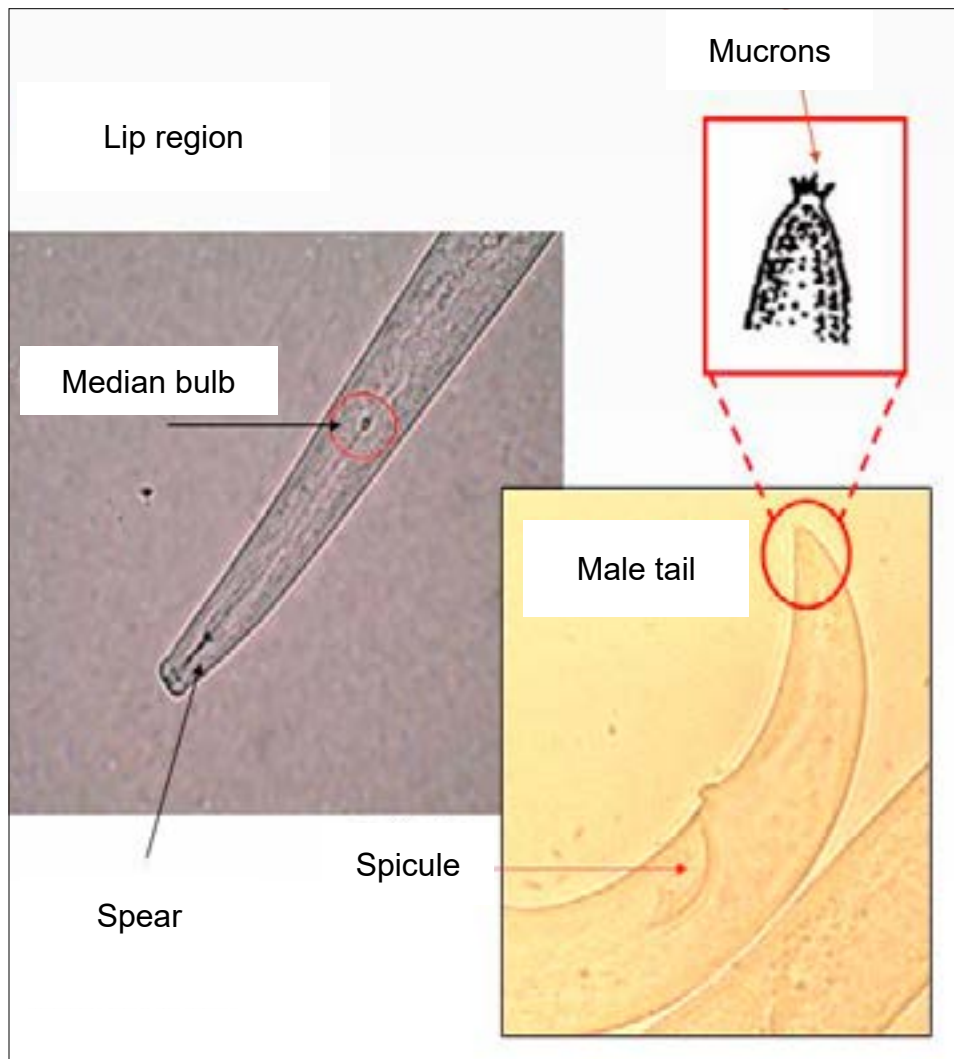 Mucrons
Lip region
Median bulb
Male tail
Spicule
Spear